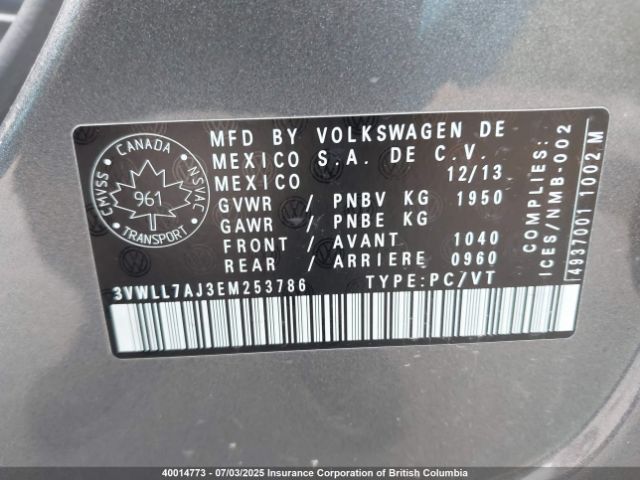 CANADA
CMVSS
NSVAC
961
TRANSPORT
MFD BY VOLKSWAGEN DE
MEXICO S.A. DE C.V.
MEXICO 12/13
GVWR / PNBV KG 1950
GAWR / PNBE KG
FRONT / AVANT 1040
REAR / ARRIERE 0960
3VWLL7AJ3EM253786 TYPE:PC/VT
COMPLIES:
ICES/NMB-002
14937001 1002 M
40014773 - 07/03/2025 Insurance Corporation of British Columbia